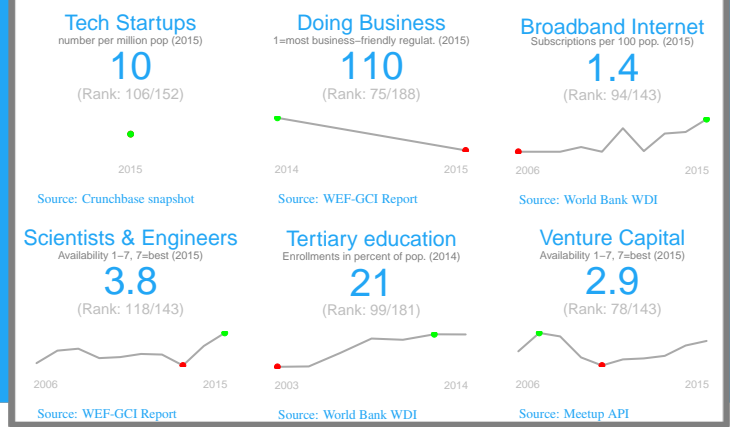 Tech Startups
number per million pop (2015)
10
(Rank: 106/152)
2015
Source: Crunchbase snapshot
Doing Business
1=most business−friendly regulat. (2015)
110
(Rank: 75/188)
2014 2015
Source: WEF-GCI Report
Broadband Internet
Subscriptions per 100 pop. (2015)
1.4
(Rank: 94/143)
2006 2015
Source: World Bank WDI
Scientists & Engineers
Availability 1−7, 7=best (2015)
3.8
(Rank: 118/143)
2006 2015
Source: WEF-GCI Report
Tertiary education
Enrollments in percent of pop. (2014)
21
(Rank: 99/181)
2003 2014
Source: World Bank WDI
Venture Capital
Availability 1−7, 7=best (2015)
2.9
(Rank: 78/143)
2006 2015
Source: Meetup API